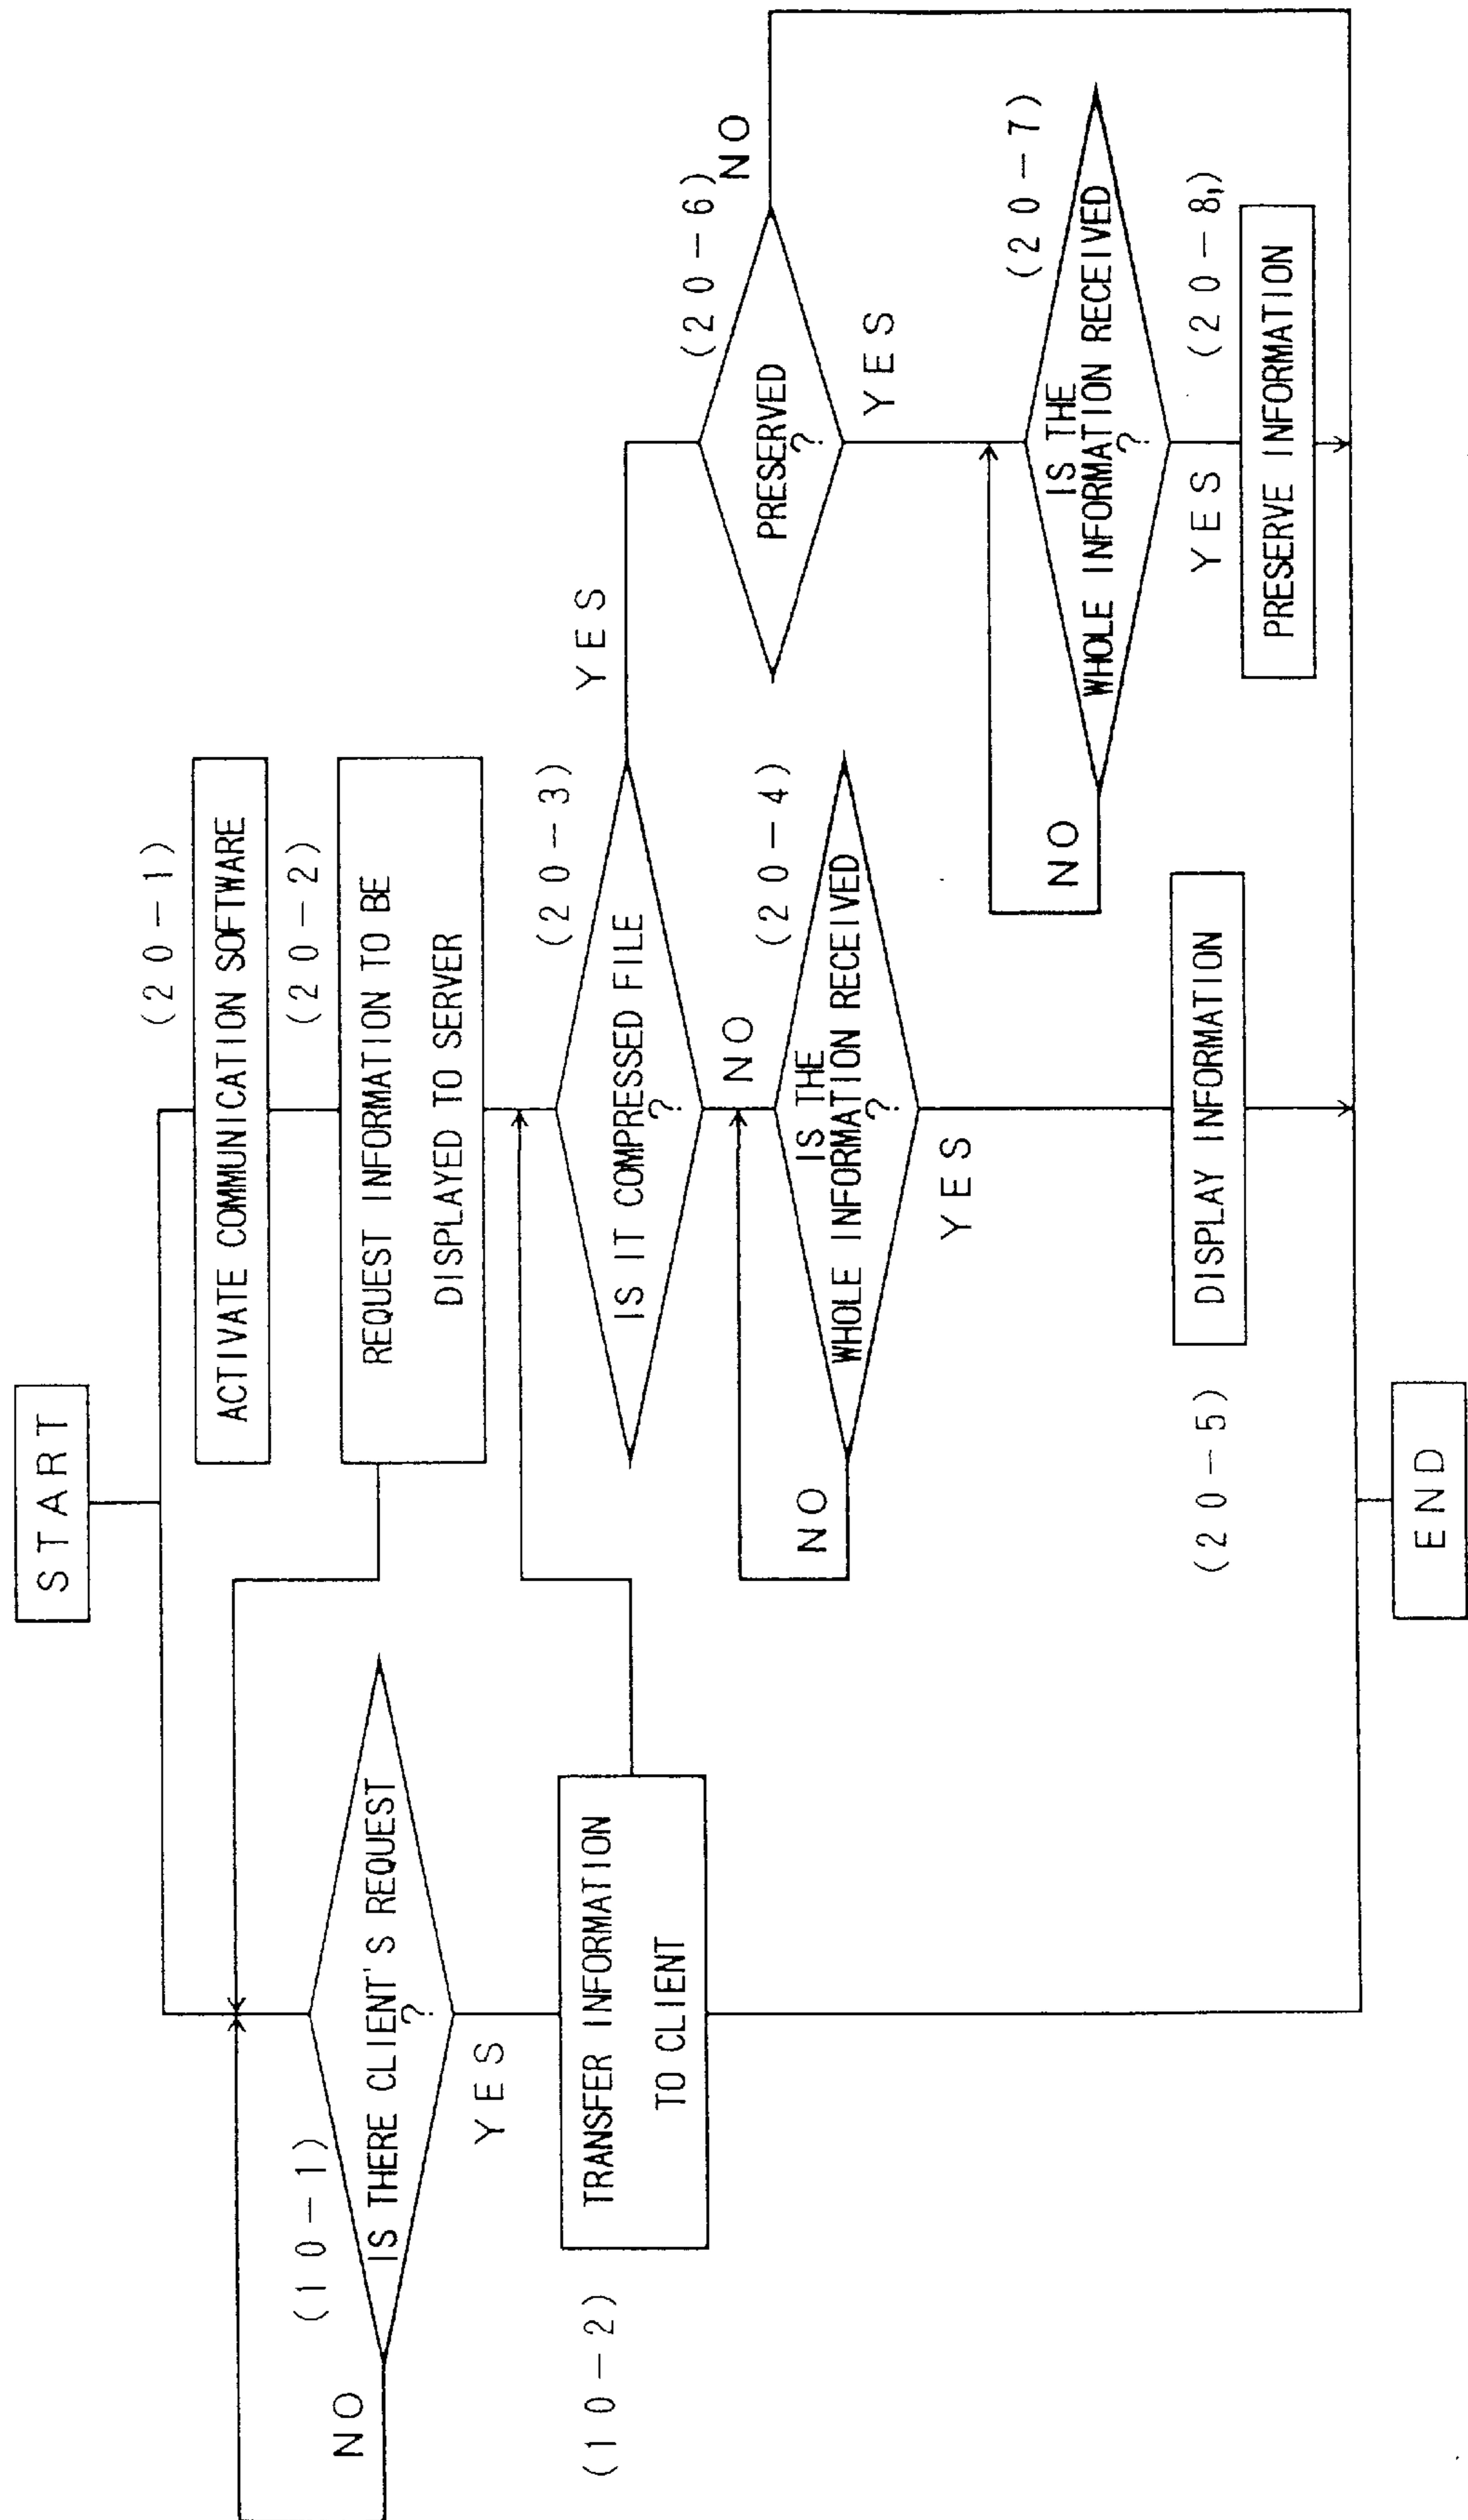 START
(10-1)
IS THERE CLIENT'S REQUEST
?
NO
YES
(10-2)
TRANSFER INFORMATION
TO CLIENT
(20-1)
ACTIVATE COMMUNICATION SOFTWARE
(20-2)
REQUEST INFORMATION TO BE
DISPLAYED TO SERVER
(20-3)
IS IT COMPRESSED FILE
?
YES
NO
(20-4)
IS THE
WHOLE INFORMATION RECEIVED
?
NO
YES
(20-5)
DISPLAY INFORMATION
(20-6)
PRESERVED
?
NO
YES
(20-7)
IS THE
WHOLE INFORMATION RECEIVED
?
NO
YES
(20-8)
PRESERVE INFORMATION
END